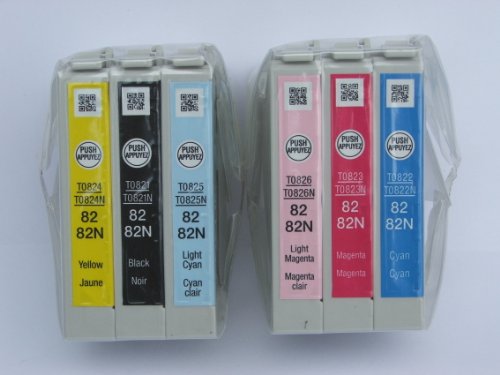 PUSH
APPUYEZ
T0824
T0824N
82
82N
Yellow
Jaune
PUSH
APPUYEZ
T0821
T0821N
82
82N
Black
Noir
PUSH
APPUYEZ
T0825
T0825N
82
82N
Light
Cyan
Cyan
clair
PUSH
APPUYEZ
T0826
T0826N
82
82N
Light
Magenta
Magenta
clair
PUSH
APPUYEZ
T0823
T0823N
82
82N
Magenta
Magenta
PUSH
APPUYEZ
T0822
T0822N
82
82N
Cyan
Cyan